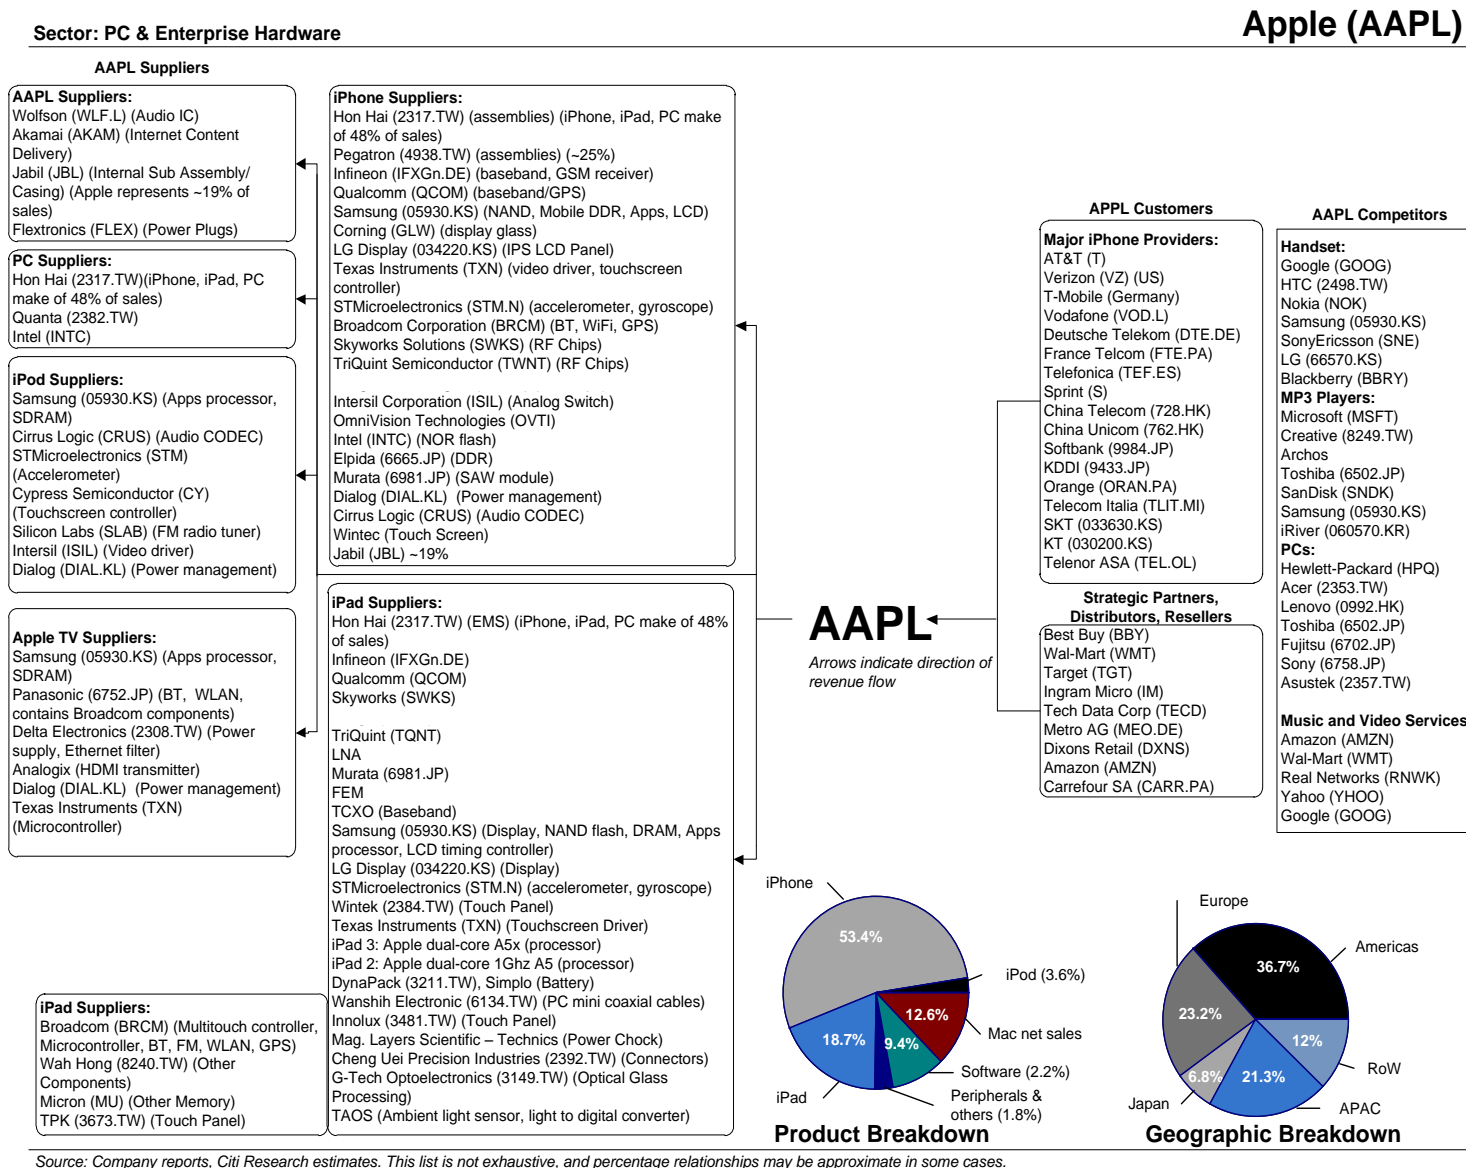 Apple (AAPL)
Sector: PC & Enterprise Hardware
AAPL Suppliers
AAPL Suppliers:
Wolfson (WLF.L) (Audio IC)
Akamai (AKAM) (Internet Content
Delivery)
Jabil (JBL) (Internal Sub Assembly/
Casing) (Apple represents ~19% of
sales)
Flextronics (FLEX) (Power Plugs)
PC Suppliers:
Hon Hai (2317.TW)(iPhone, iPad, PC
make of 48% of sales)
Quanta (2382.TW)
Intel (INTC)
iPod Suppliers:
Samsung (05930.KS) (Apps processor,
SDRAM)
Cirrus Logic (CRUS) (Audio CODEC)
STMicroelectronics (STM)
(Accelerometer)
Cypress Semiconductor (CY)
(Touchscreen controller)
Silicon Labs (SLAB) (FM radio tuner)
Intersil (ISIL) (Video driver)
Dialog (DIAL.KL) (Power management)
Apple TV Suppliers:
Samsung (05930.KS) (Apps processor,
SDRAM)
Panasonic (6752.JP) (BT, WLAN,
contains Broadcom components)
Delta Electronics (2308.TW) (Power
supply, Ethernet filter)
Analogix (HDMI transmitter)
Dialog (DIAL.KL) (Power management)
Texas Instruments (TXN)
(Microcontroller)
iPad Suppliers:
Broadcom (BRCM) (Multitouch controller,
Microcontroller, BT, FM, WLAN, GPS)
Wah Hong (8240.TW) (Other
Components)
Micron (MU) (Other Memory)
TPK (3673.TW) (Touch Panel)
iPhone Suppliers:
Hon Hai (2317.TW) (assemblies) (iPhone, iPad, PC make
of 48% of sales)
Pegatron (4938.TW) (assemblies) (~25%)
Infineon (IFXGn.DE) (baseband, GSM receiver)
Qualcomm (QCOM) (baseband/GPS)
Samsung (05930.KS) (NAND, Mobile DDR, Apps, LCD)
Corning (GLW) (display glass)
LG Display (034220.KS) (IPS LCD Panel)
Texas Instruments (TXN) (video driver, touchscreen
controller)
STMicroelectronics (STM.N) (accelerometer, gyroscope)
Broadcom Corporation (BRCM) (BT, WiFi, GPS)
Skyworks Solutions (SWKS) (RF Chips)
TriQuint Semiconductor (TWNT) (RF Chips)
Intersil Corporation (ISIL) (Analog Switch)
OmniVision Technologies (OVTI)
Intel (INTC) (NOR flash)
Elpida (6665.JP) (DDR)
Murata (6981.JP) (SAW module)
Dialog (DIAL.KL) (Power management)
Cirrus Logic (CRUS) (Audio CODEC)
Wintec (Touch Screen)
Jabil (JBL) ~19%
iPad Suppliers:
Hon Hai (2317.TW) (EMS) (iPhone, iPad, PC make of 48%
of sales)
Infineon (IFXGn.DE)
Qualcomm (QCOM)
Skyworks (SWKS)
TriQuint (TQNT)
LNA
Murata (6981.JP)
FEM
TCXO (Baseband)
Samsung (05930.KS) (Display, NAND flash, DRAM, Apps
processor, LCD timing controller)
LG Display (034220.KS) (Display)
STMicroelectronics (STM.N) (accelerometer, gyroscope)
Wintek (2384.TW) (Touch Panel)
Texas Instruments (TXN) (Touchscreen Driver)
iPad 3: Apple dual-core A5x (processor)
iPad 2: Apple dual-core 1Ghz A5 (processor)
DynaPack (3211.TW), Simplo (Battery)
Wanshih Electronic (6134.TW) (PC mini coaxial cables)
Innolux (3481.TW) (Touch Panel)
Mag. Layers Scientific – Technics (Power Chock)
Cheng Uei Precision Industries (2392.TW) (Connectors)
G-Tech Optoelectronics (3149.TW) (Optical Glass
Processing)
TAOS (Ambient light sensor, light to digital converter)
AAPL
Arrows indicate direction of
revenue flow
APPL Customers
Major iPhone Providers:
AT&T (T)
Verizon (VZ) (US)
T-Mobile (Germany)
Vodafone (VOD.L)
Deutsche Telekom (DTE.DE)
France Telcom (FTE.PA)
Telefonica (TEF.ES)
Sprint (S)
China Telecom (728.HK)
China Unicom (762.HK)
Softbank (9984.JP)
KDDI (9433.JP)
Orange (ORAN.PA)
Telecom Italia (TLIT.MI)
SKT (033630.KS)
KT (030200.KS)
Telenor ASA (TEL.OL)
Strategic Partners,
Distributors, Resellers
Best Buy (BBY)
Wal-Mart (WMT)
Target (TGT)
Ingram Micro (IM)
Tech Data Corp (TECD)
Metro AG (MEO.DE)
Dixons Retail (DXNS)
Amazon (AMZN)
Carrefour SA (CARR.PA)
AAPL Competitors
Handset:
Google (GOOG)
HTC (2498.TW)
Nokia (NOK)
Samsung (05930.KS)
SonyEricsson (SNE)
LG (66570.KS)
Blackberry (BBRY)
MP3 Players:
Microsoft (MSFT)
Creative (8249.TW)
Archos
Toshiba (6502.JP)
SanDisk (SNDK)
Samsung (05930.KS)
iRiver (060570.KR)
PCs:
Hewlett-Packard (HPQ)
Acer (2353.TW)
Lenovo (0992.HK)
Toshiba (6502.JP)
Fujitsu (6702.JP)
Sony (6758.JP)
Asustek (2357.TW)
Music and Video Services
Amazon (AMZN)
Wal-Mart (WMT)
Real Networks (RNWK)
Yahoo (YHOO)
Google (GOOG)
iPhone
53.4%
iPod (3.6%)
12.6%
Mac net sales
18.7%
9.4%
Software (2.2%)
iPad
Peripherals &
others (1.8%)
Product Breakdown
Europe
Americas
36.7%
23.2%
12%
RoW
6.8%
21.3%
Japan
APAC
Geographic Breakdown
Source: Company reports, Citi Research estimates. This list is not exhaustive, and percentage relationships may be approximate in some cases.